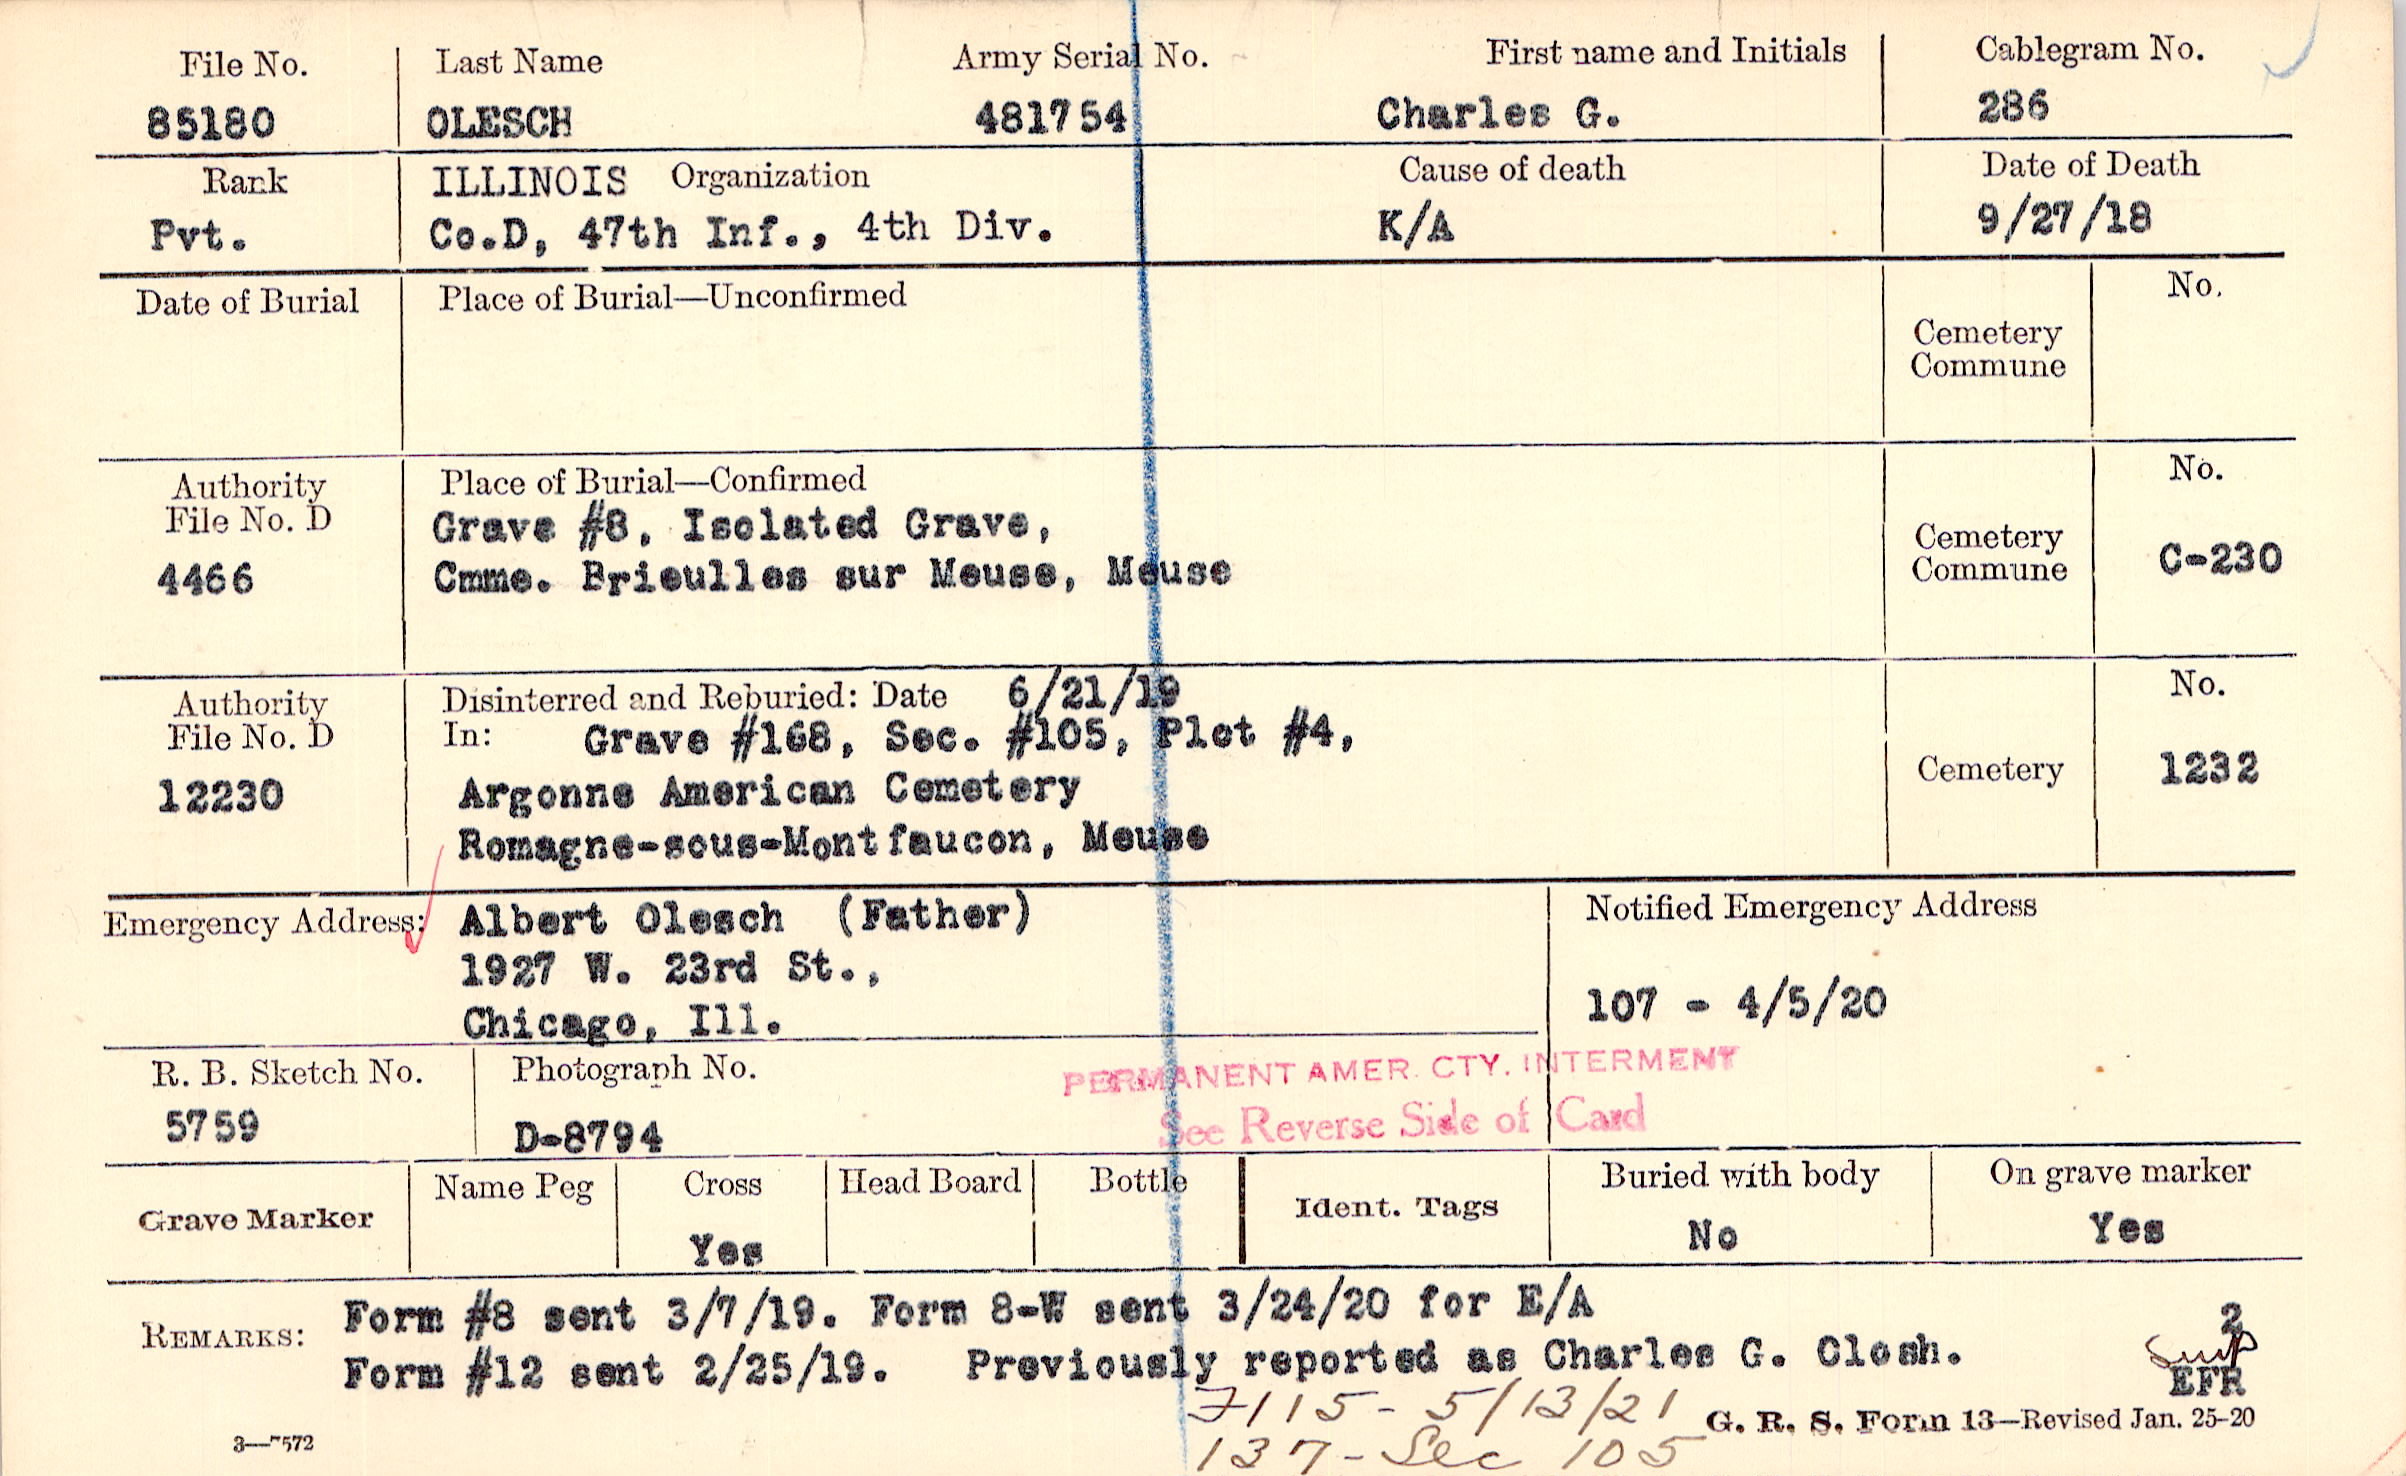 File No. Last Name Army Serial No. First name and Initials Cablegram No.
85180 OLESCH 481754 Charles G. 286
Rank ILLINOIS Organization Cause of death Date of Death
Pvt. Co.D, 47th Inf., 4th Div. K/A 9/27/18
Date of Burial Place of Burial—Unconfirmed No.
Cemetery
Commune
Authority Place of Burial—Confirmed No.
File No. D Grave #8, Isolated Grave,
4466 Cmme. Brieulles sur Meuse, Meuse
Cemetery
Commune C-230
Authority Disinterred and Reburied: Date 6/21/19 No.
File No. D In: Grave #168, Sec. #105, Plot #4,
12230 Argonne American Cemetery Cemetery 1232
Romagne-sous-Montfaucon, Meuse
Emergency Address: Albert Olesch (Father) Notified Emergency Address
1927 W. 23rd St.,
Chicago, Ill. 107 - 4/5/20
R. B. Sketch No. Photograph No. PERMANENT AMER. CTY. INTERMENT
5759 D-8794 See Reverse Side of Card
Grave Marker Name Peg Cross Head Board Bottle Ident. Tags Buried with body On grave marker
Yes No Yes
REMARKS: Form #8 sent 3/7/19. Form 8-W sent 3/24/20 for E/A 2
Form #12 sent 2/25/19. Previously reported as Charles G. Olosh. EFR
7115 - 5/13/21 G. R. S. Form 13—Revised Jan. 25-20
137 - Sec 105
3—7572